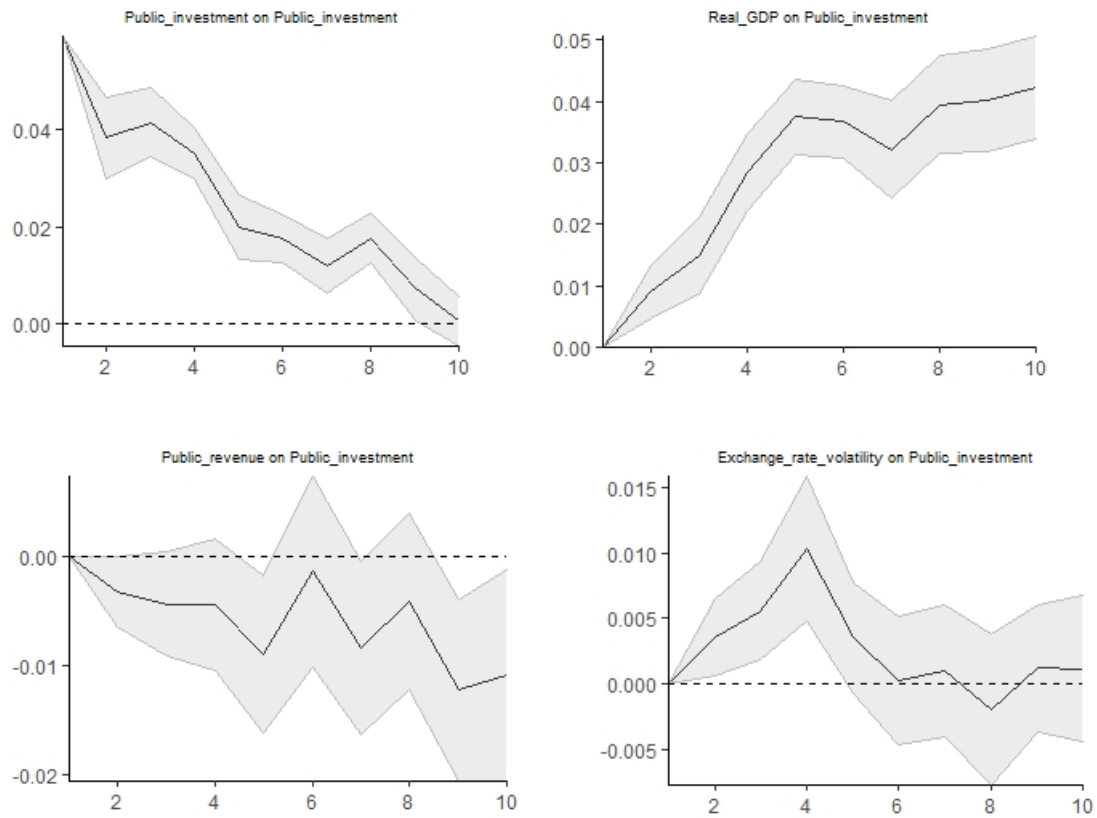 Public_investment on Public_investment
0.04
0.02
0.00
2 4 6 8 10
Real_GDP on Public_investment
0.05
0.04
0.03
0.02
0.01
0.00
2 4 6 8 10
Public_revenue on Public_investment
0.00
-0.01
-0.02
2 4 6 8 10
Exchange_rate_volatility on Public_investment
0.015
0.010
0.005
0.000
-0.005
2 4 6 8 10